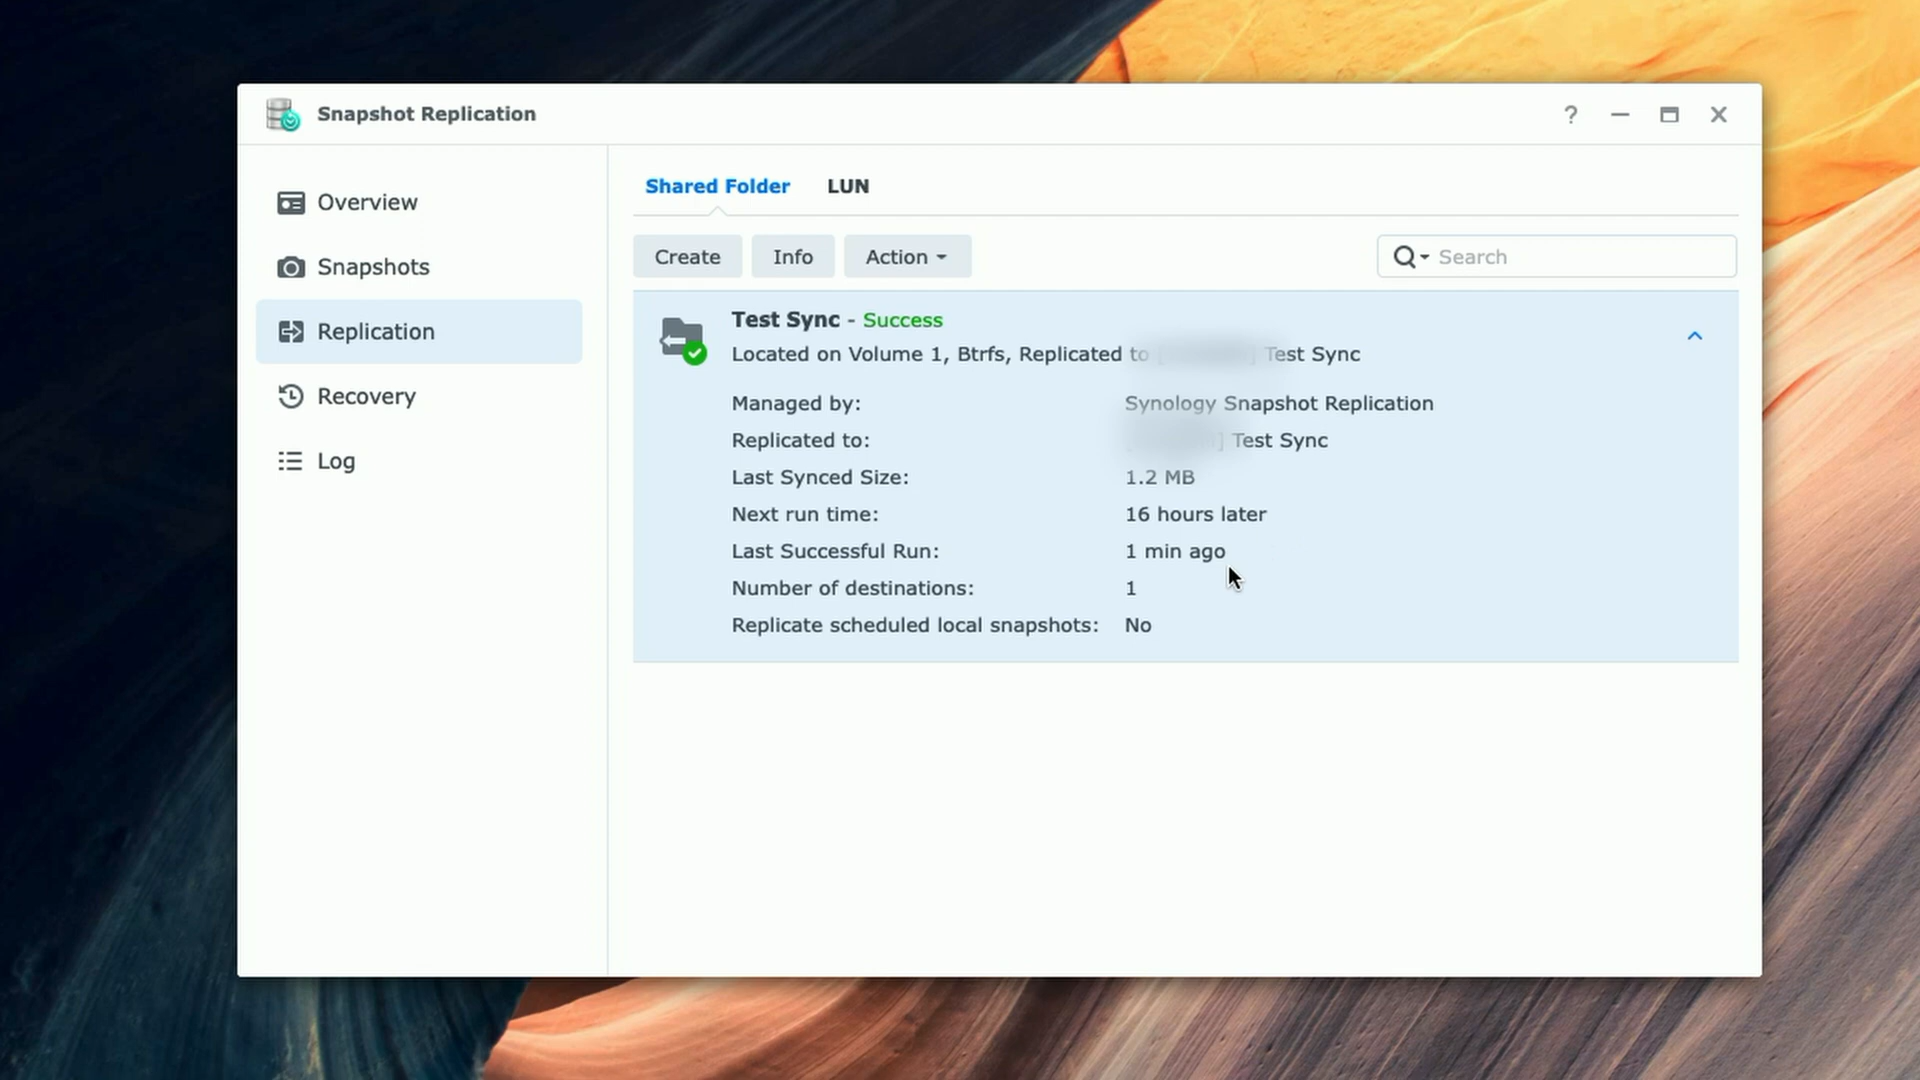 Snapshot Replication
?
Overview
Snapshots
Replication
Recovery
Log
Shared Folder LUN
Create Info Action Search
Test Sync - Success
Located on Volume 1, Btrfs, Replicated to Test Sync
Managed by: Synology Snapshot Replication
Replicated to: ] Test Sync
Last Synced Size: 1.2 MB
Next run time: 16 hours later
Last Successful Run: 1 min ago
Number of destinations: 1
Replicate scheduled local snapshots: No